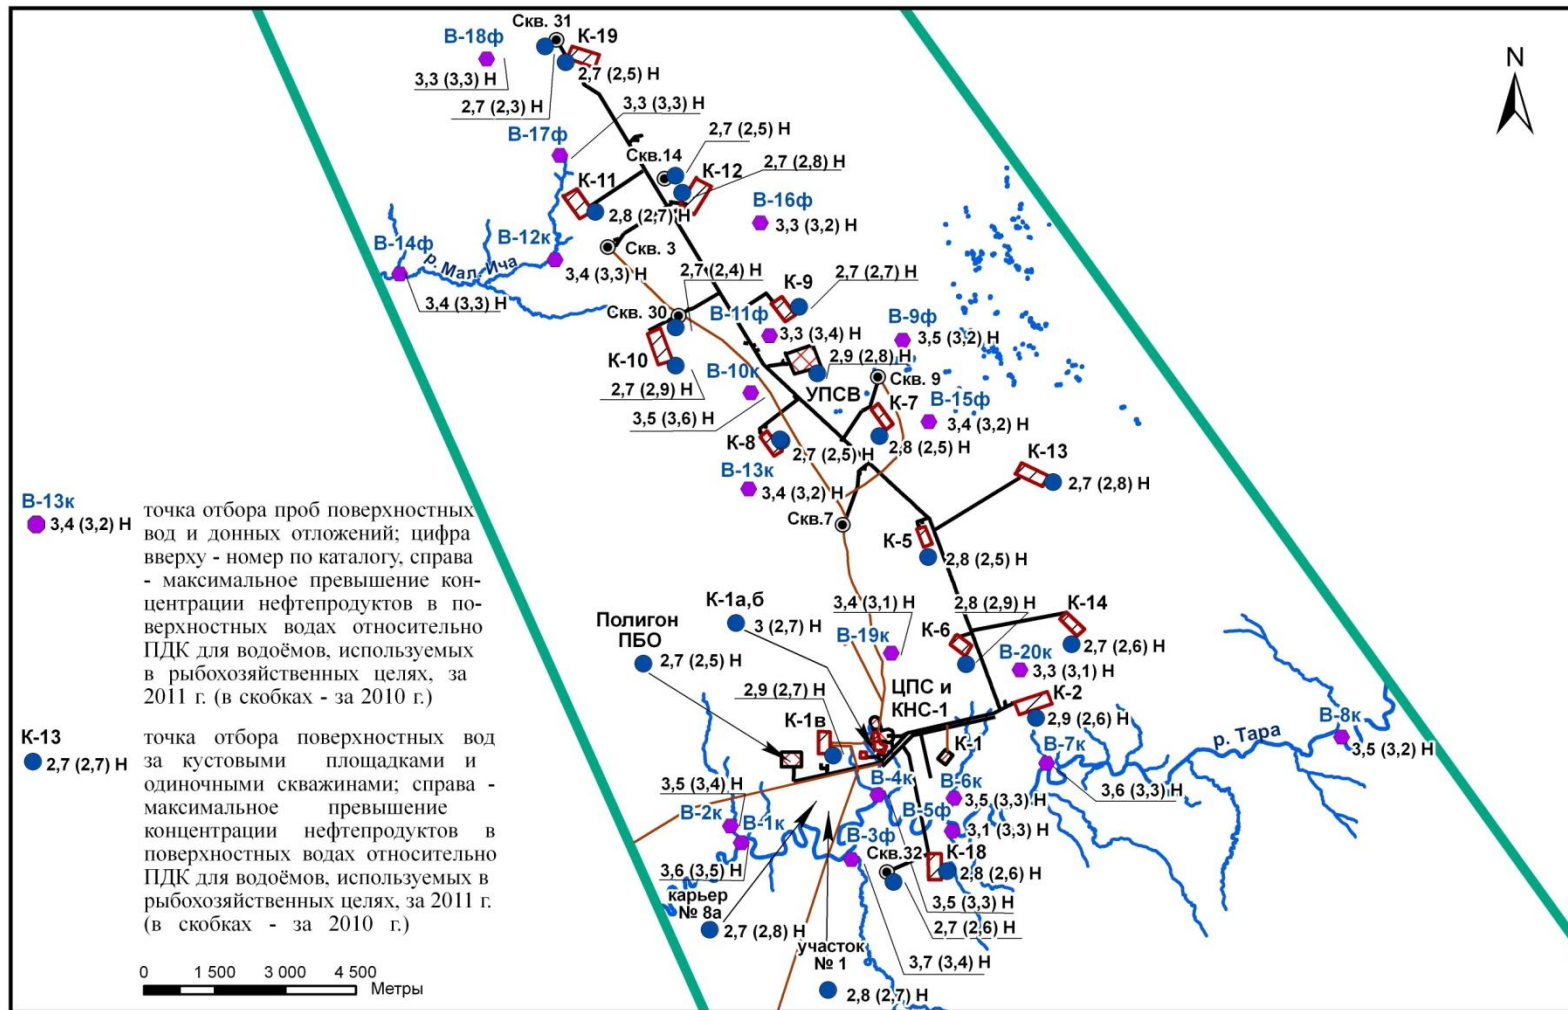 Скв. 31
В-18ф
К-19
N
3,3 (3,3) Н
2,7 (2,5) Н
2,7 (2,3) Н
3,3 (3,3) Н
В-17ф
2,7 (2,5) Н
Скв.14
К-12
2,7 (2,8) Н
К-11
В-16ф
2,8 (2,7) Н
3,3 (3,2) Н
В-14ф
В-12к
Скв. 3
р. Мал. Ича
3,4 (3,3) Н
2,7 (2,4) Н
К-9
2,7 (2,7) Н
3,4 (3,3) Н
Скв. 30
В-11ф
В-9ф
3,3 (3,4) Н
3,5 (3,2) Н
К-10
2,9 (2,8) Н
В-10к
Скв. 9
2,7 (2,9) Н
УПСВ
К-7
В-15ф
3,5 (3,6) Н
3,4 (3,2) Н
К-8
2,7 (2,5) Н
2,8 (2,5) Н
К-13
В-13к
2,7 (2,8) Н
3,4 (3,2) Н
Скв.7
К-5
2,8 (2,5) Н
В-13к
3,4 (3,2) Н
точка отбора проб поверхностных
вод и донных отложений; цифра
вверху - номер по каталогу, справа
- максимальное превышение кон-
центрации нефтепродуктов в по-
верхностных водах относительно
ПДК для водоёмов, используемых
в рыбохозяйственных целях, за
2011 г. (в скобках - за 2010 г.)
К-13
2,7 (2,7) Н
точка отбора поверхностных вод
за кустовыми площадками и
одиночными скважинами; справа -
максимальное превышение
концентрации нефтепродуктов в
поверхностных водах относительно
ПДК для водоёмов, используемых в
рыбохозяйственных целях, за 2011 г.
(в скобках - за 2010 г.)
0 1 500 3 000 4 500
Метры
К-1а,б
3,4 (3,1) Н
2,8 (2,9) Н
К-14
Полигон
ПБО
3 (2,7) Н
В-19к
К-6
2,7 (2,5) Н
В-20к
2,7 (2,6) Н
3,3 (3,1) Н
2,9 (2,7) Н
ЦПС и
КНС-1
К-2
К-1в
2,9 (2,6) Н
В-8к
р. Тара
К-1
В-7к
3,5 (3,2) Н
3,5 (3,4) Н
В-4к
В-6к
3,6 (3,3) Н
3,5 (3,3) Н
В-2к
В-1к
В-5ф
В-3ф
3,1 (3,3) Н
Скв.32
К-18
3,6 (3,5) Н
2,8 (2,6) Н
карьер
№ 8а
3,5 (3,3) Н
2,7 (2,8) Н
2,7 (2,6) Н
участок
№ 1
3,7 (3,4) Н
2,8 (2,7) Н